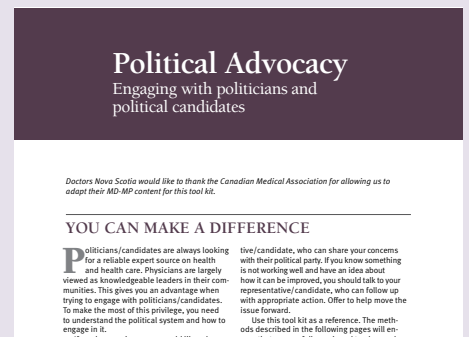 Political Advocacy
Engaging with politicians and
political candidates
Doctors Nova Scotia would like to thank the Canadian Medical Association for allowing us to
adapt their MD-MP content for this tool kit.
YOU CAN MAKE A DIFFERENCE
Politicians/candidates are always looking
for a reliable expert source on health
and health care. Physicians are largely
viewed as knowledgeable leaders in their com-
munities. This gives you an advantage when
trying to engage with politicians/candidates.
To make the most of this privilege, you need
to understand the political system and how to
engage in it.
tive/candidate, who can share your concerns
with their political party. If you know something
is not working well and have an idea about
how it can be improved, you should talk to your
representative/candidate, who can follow up
with appropriate action. Offer to help move the
issue forward.
Use this tool kit as a reference. The meth-
ods described in the following pages will en-